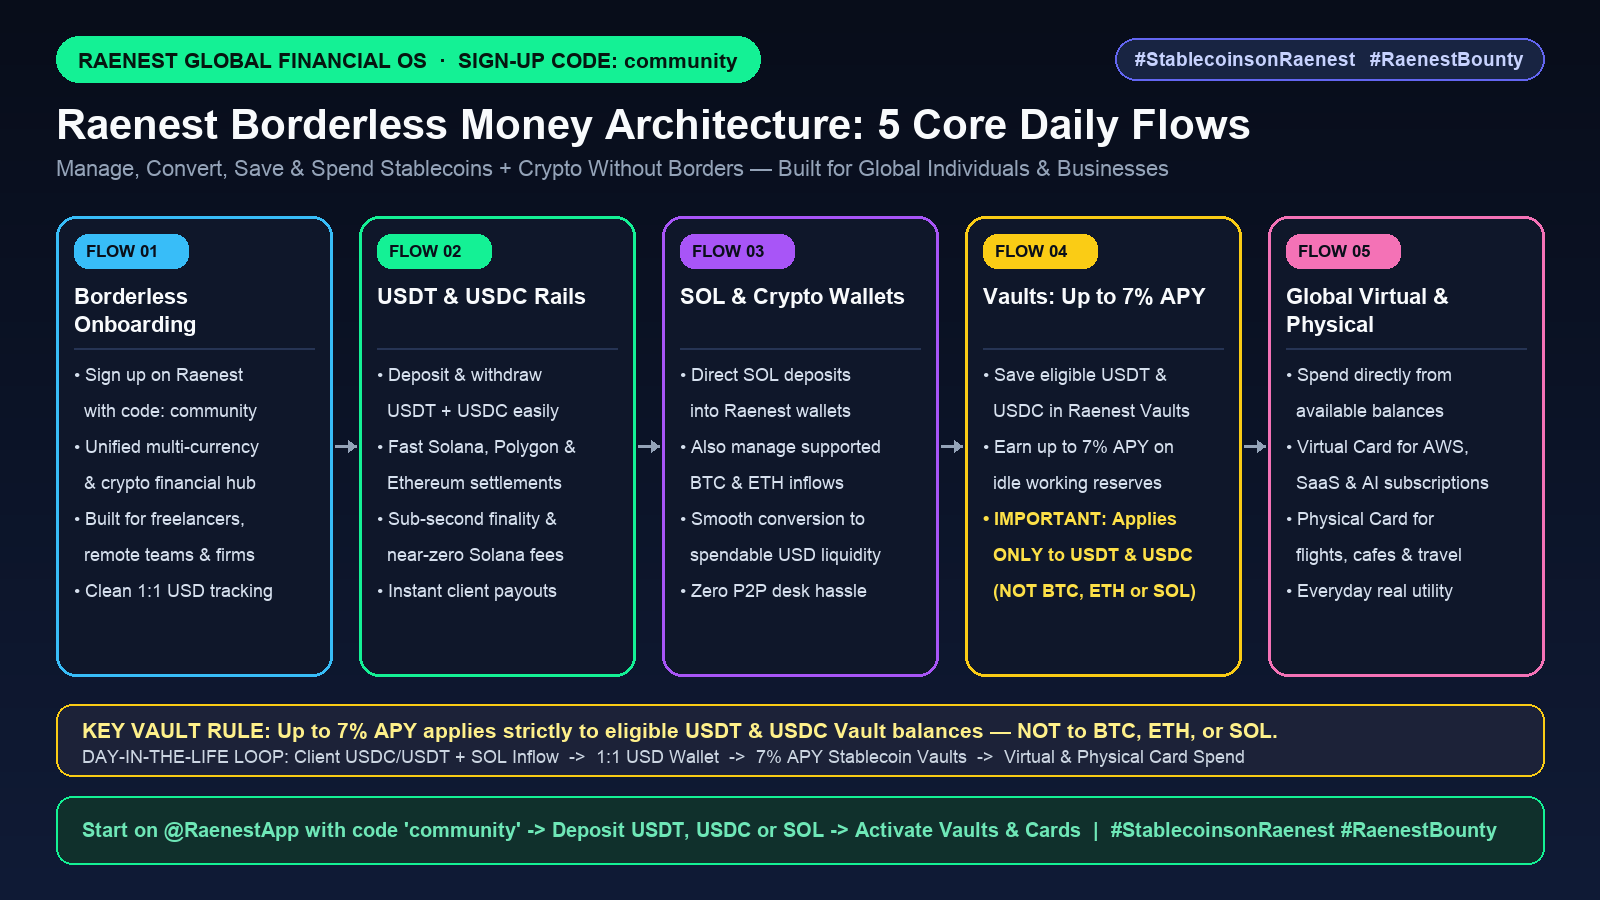 RAENEST GLOBAL FINANCIAL OS · SIGN-UP CODE: community
#StablecoinsonRaenest #RaenestBounty
Raenest Borderless Money Architecture: 5 Core Daily Flows
Manage, Convert, Save & Spend Stablecoins + Crypto Without Borders — Built for Global Individuals & Businesses
FLOW 01
Borderless
Onboarding
• Sign up on Raenest
with code: community
• Unified multi-currency
& crypto financial hub
• Built for freelancers,
remote teams & firms
• Clean 1:1 USD tracking
FLOW 02
USDT & USDC Rails
• Deposit & withdraw
USDT + USDC easily
• Fast Solana, Polygon &
Ethereum settlements
• Sub-second finality &
near-zero Solana fees
• Instant client payouts
FLOW 03
SOL & Crypto Wallets
• Direct SOL deposits
into Raenest wallets
• Also manage supported
BTC & ETH inflows
• Smooth conversion to
spendable USD liquidity
• Zero P2P desk hassle
FLOW 04
Vaults: Up to 7% APY
• Save eligible USDT &
USDC in Raenest Vaults
• Earn up to 7% APY on
idle working reserves
• IMPORTANT: Applies
ONLY to USDT & USDC
(NOT BTC, ETH or SOL)
FLOW 05
Global Virtual &
Physical
• Spend directly from
available balances
• Virtual Card for AWS,
SaaS & AI subscriptions
• Physical Card for
flights, cafes & travel
• Everyday real utility
KEY VAULT RULE: Up to 7% APY applies strictly to eligible USDT & USDC Vault balances — NOT to BTC, ETH, or SOL.
DAY-IN-THE-LIFE LOOP: Client USDC/USDT + SOL Inflow -> 1:1 USD Wallet -> 7% APY Stablecoin Vaults -> Virtual & Physical Card Spend
Start on @RaenestApp with code 'community' -> Deposit USDT, USDC or SOL -> Activate Vaults & Cards | #StablecoinsonRaenest #RaenestBounty